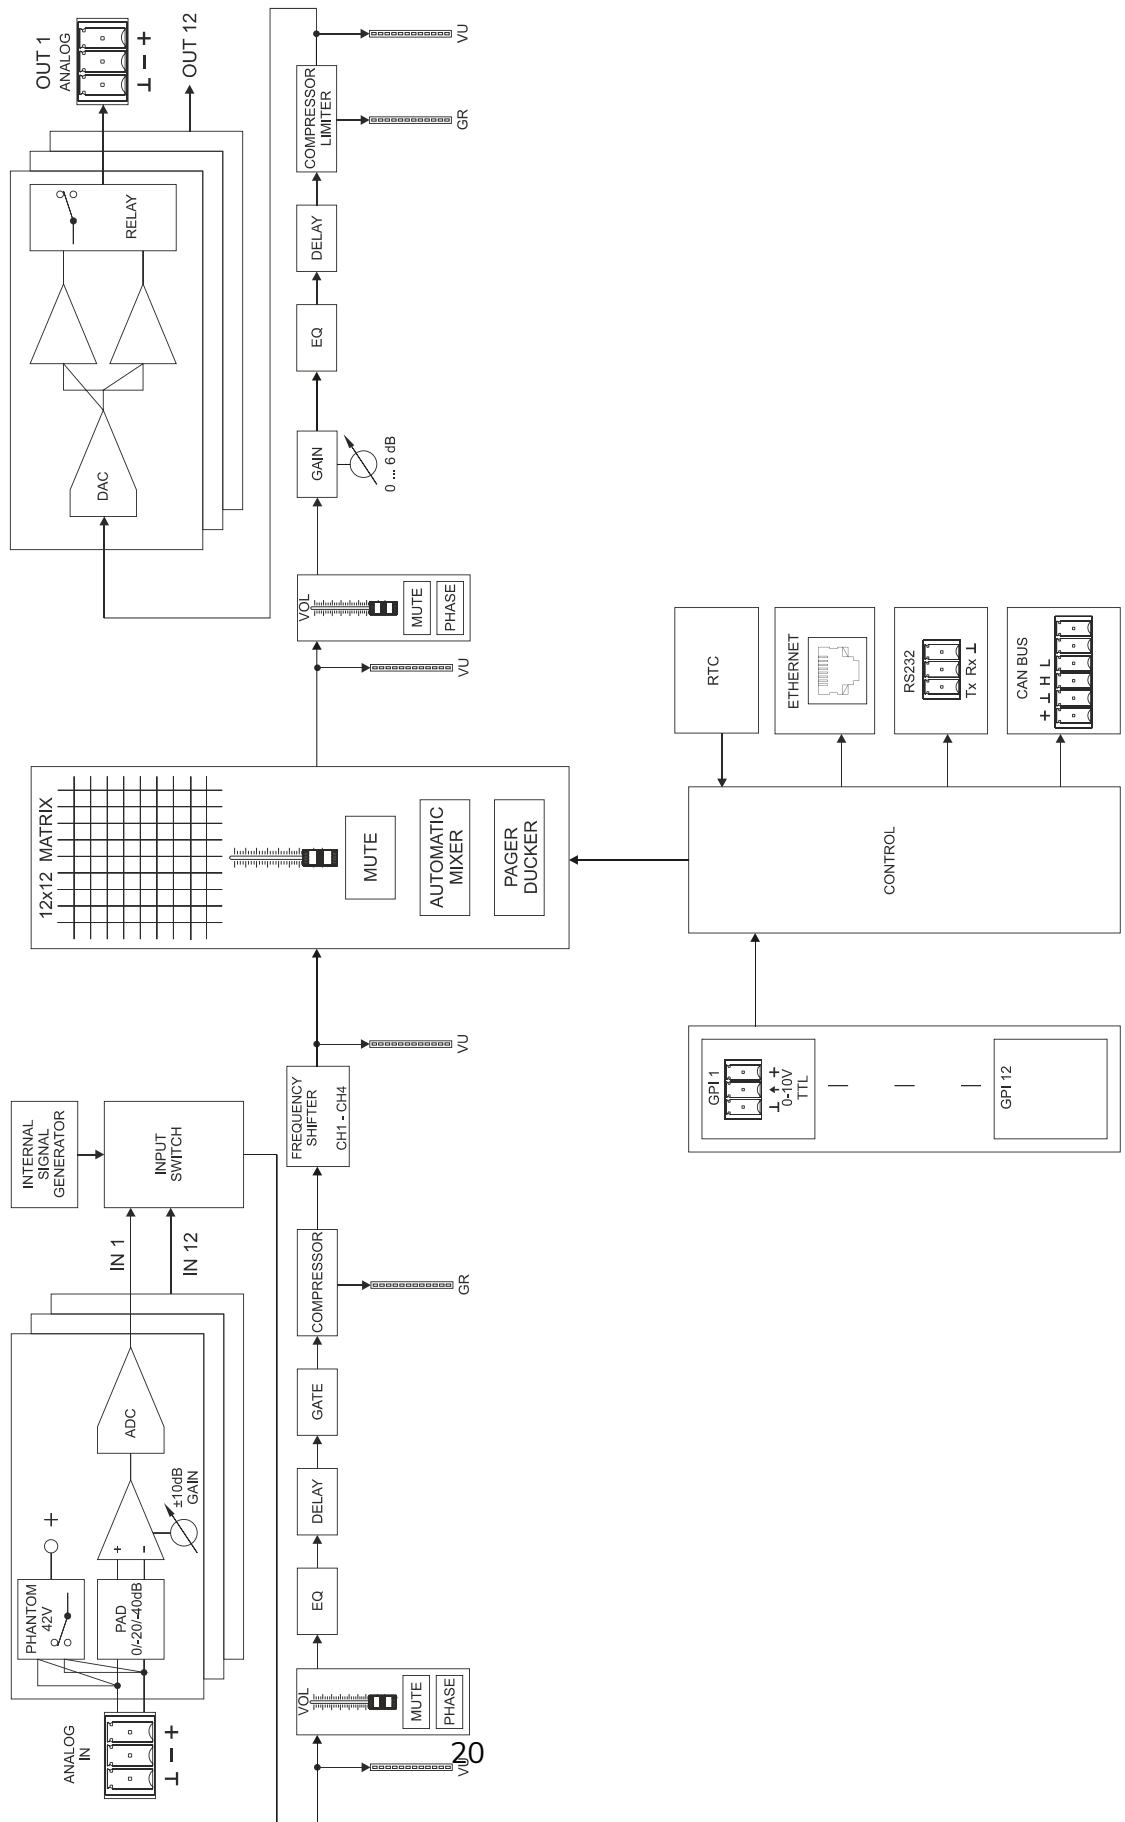 ANALOG
IN
⊥ − +
PHANTOM
42V
+
PAD
0/-20/-40dB
+
-
±10dB
GAIN
ADC
IN 1
IN 12
INTERNAL
SIGNAL
GENERATOR
INPUT
SWITCH
VU
VOL
MUTE
PHASE
EQ
DELAY
GATE
COMPRESSOR
GR
FREQUENCY
SHIFTER
CH1 - CH4
VU
12x12 MATRIX
MUTE
AUTOMATIC
MIXER
PAGER
DUCKER
VU
VOL
MUTE
PHASE
GAIN
0 ... 6 dB
EQ
DELAY
COMPRESSOR
LIMITER
GR
VU
DAC
RELAY
OUT 1
ANALOG
⊥ − +
OUT 12
GPI 1
⊥ ↑ +
0-10V
TTL
GPI 12
CONTROL
RTC
ETHERNET
RS232
Tx Rx ⊥
CAN BUS
+ ⊥ H L
20